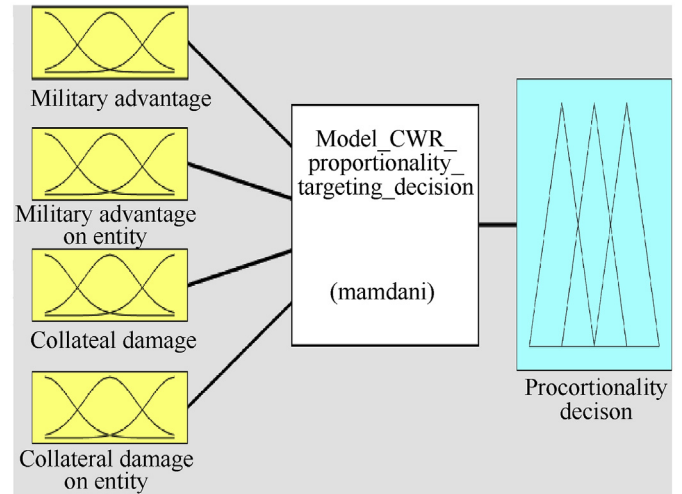 Military advantage
Military advantage
on entity
Collateal damage
Collateral damage
on entity
Model_CWR_
proportionality_
targeting_decision
(mamdani)
Procortionality
decison